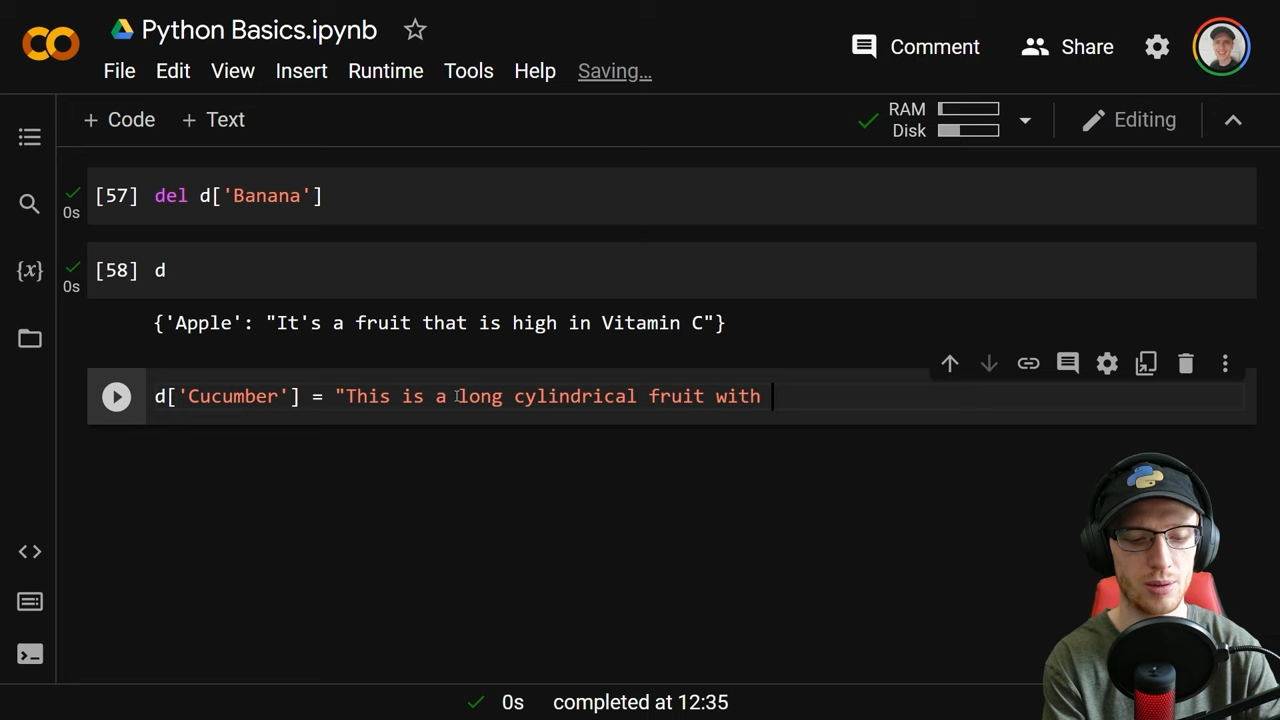 Python Basics.ipynb
File Edit View Insert Runtime Tools Help Saving...
Comment
Share
+ Code + Text
RAM
Disk
Editing
[57] del d['Banana']
0s
[58] d
0s
{'Apple': "It's a fruit that is high in Vitamin C"}
d['Cucumber'] = "This is a long cylindrical fruit with
{x}
0s completed at 12:35